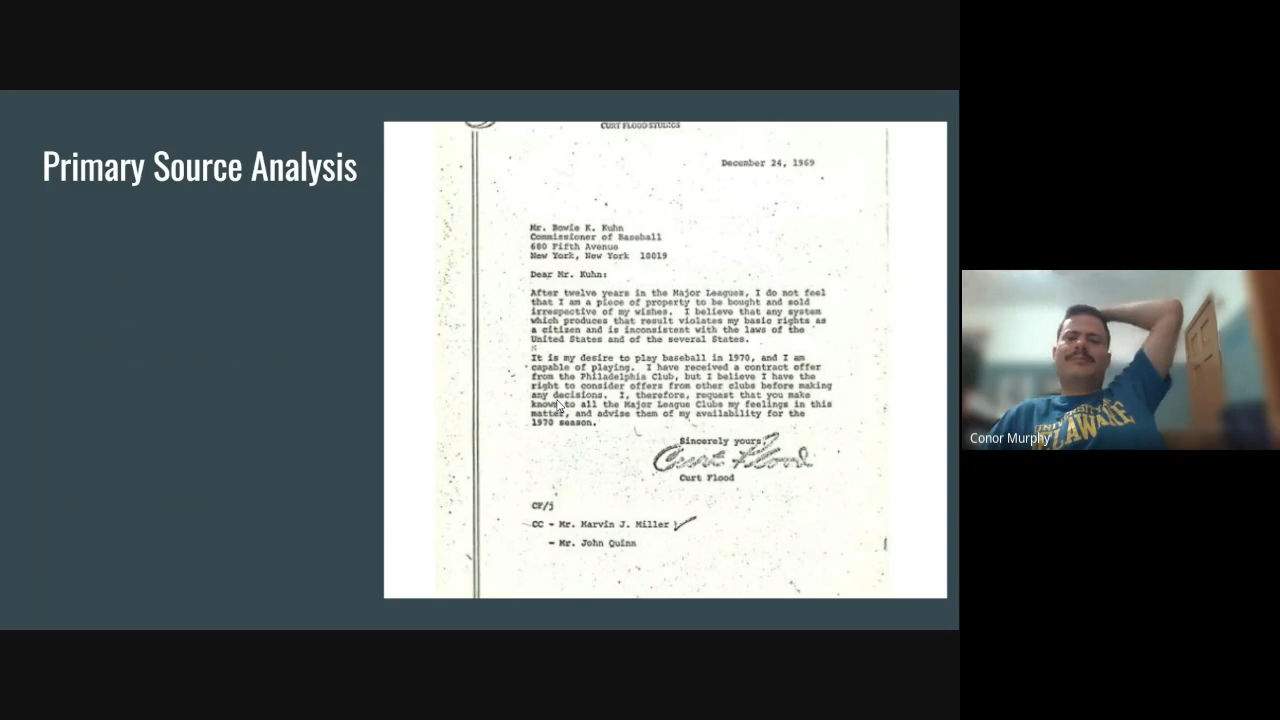 Primary Source Analysis
CURT FLOOD STUDIOS
December 24, 1969
Mr. Bowie K. Kuhn
Commissioner of Baseball
680 Fifth Avenue
New York, New York 10019
Dear Mr. Kuhn:
After twelve years in the Major Leagues, I do not feel
that I am a piece of property to be bought and sold
irrespective of my wishes. I believe that any system
which produces that result violates my basic rights as
a citizen and is inconsistent with the laws of the
United States and of the several States.
It is my desire to play baseball in 1970, and I am
capable of playing. I have received a contract offer
from the Philadelphia Club, but I believe I have the
right to consider offers from other clubs before making
any decisions. I, therefore, request that you make
known to all the Major League Clubs my feelings in this
matter, and advise them of my availability for the
1970 season.
Sincerely yours,
Curt Flood
Curt Flood
CF/j
CC - Mr. Marvin J. Miller
- Mr. John Quinn
UNIVERSITY OF
DELAWARE
Conor Murphy